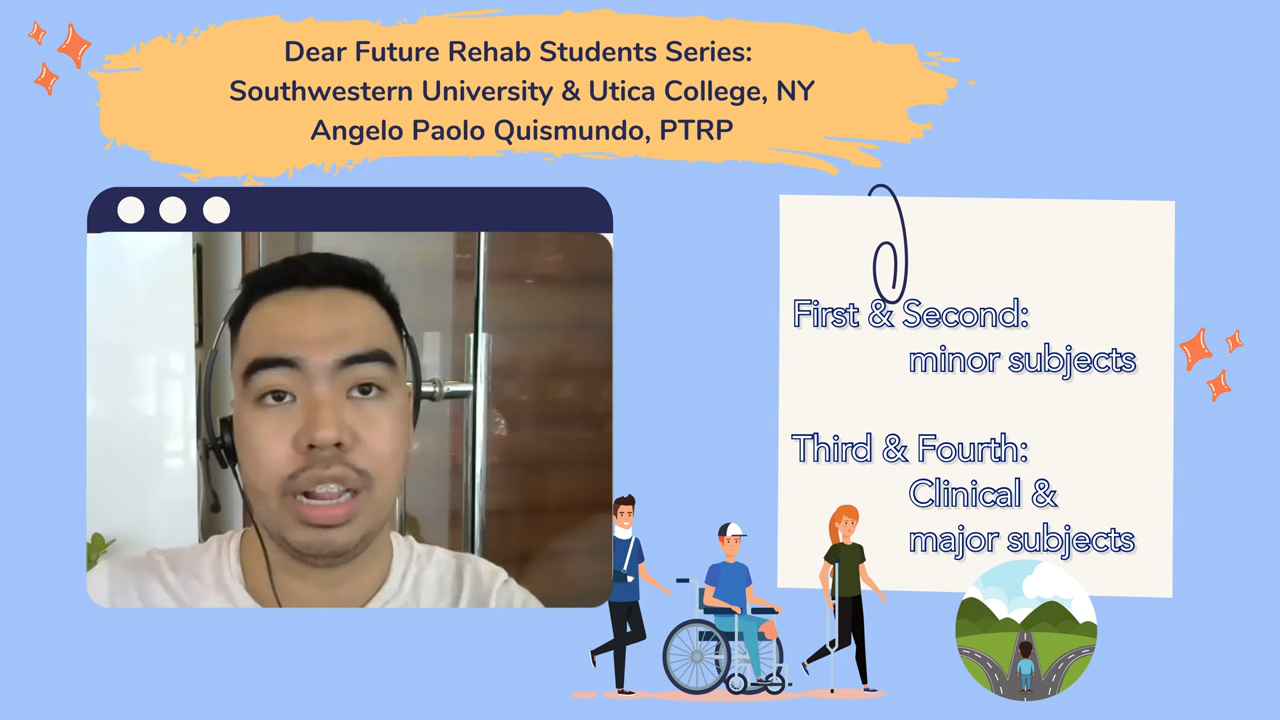 Dear Future Rehab Students Series:
Southwestern University & Utica College, NY
Angelo Paolo Quismundo, PTRP
First & Second:
minor subjects
Third & Fourth:
Clinical &
major subjects